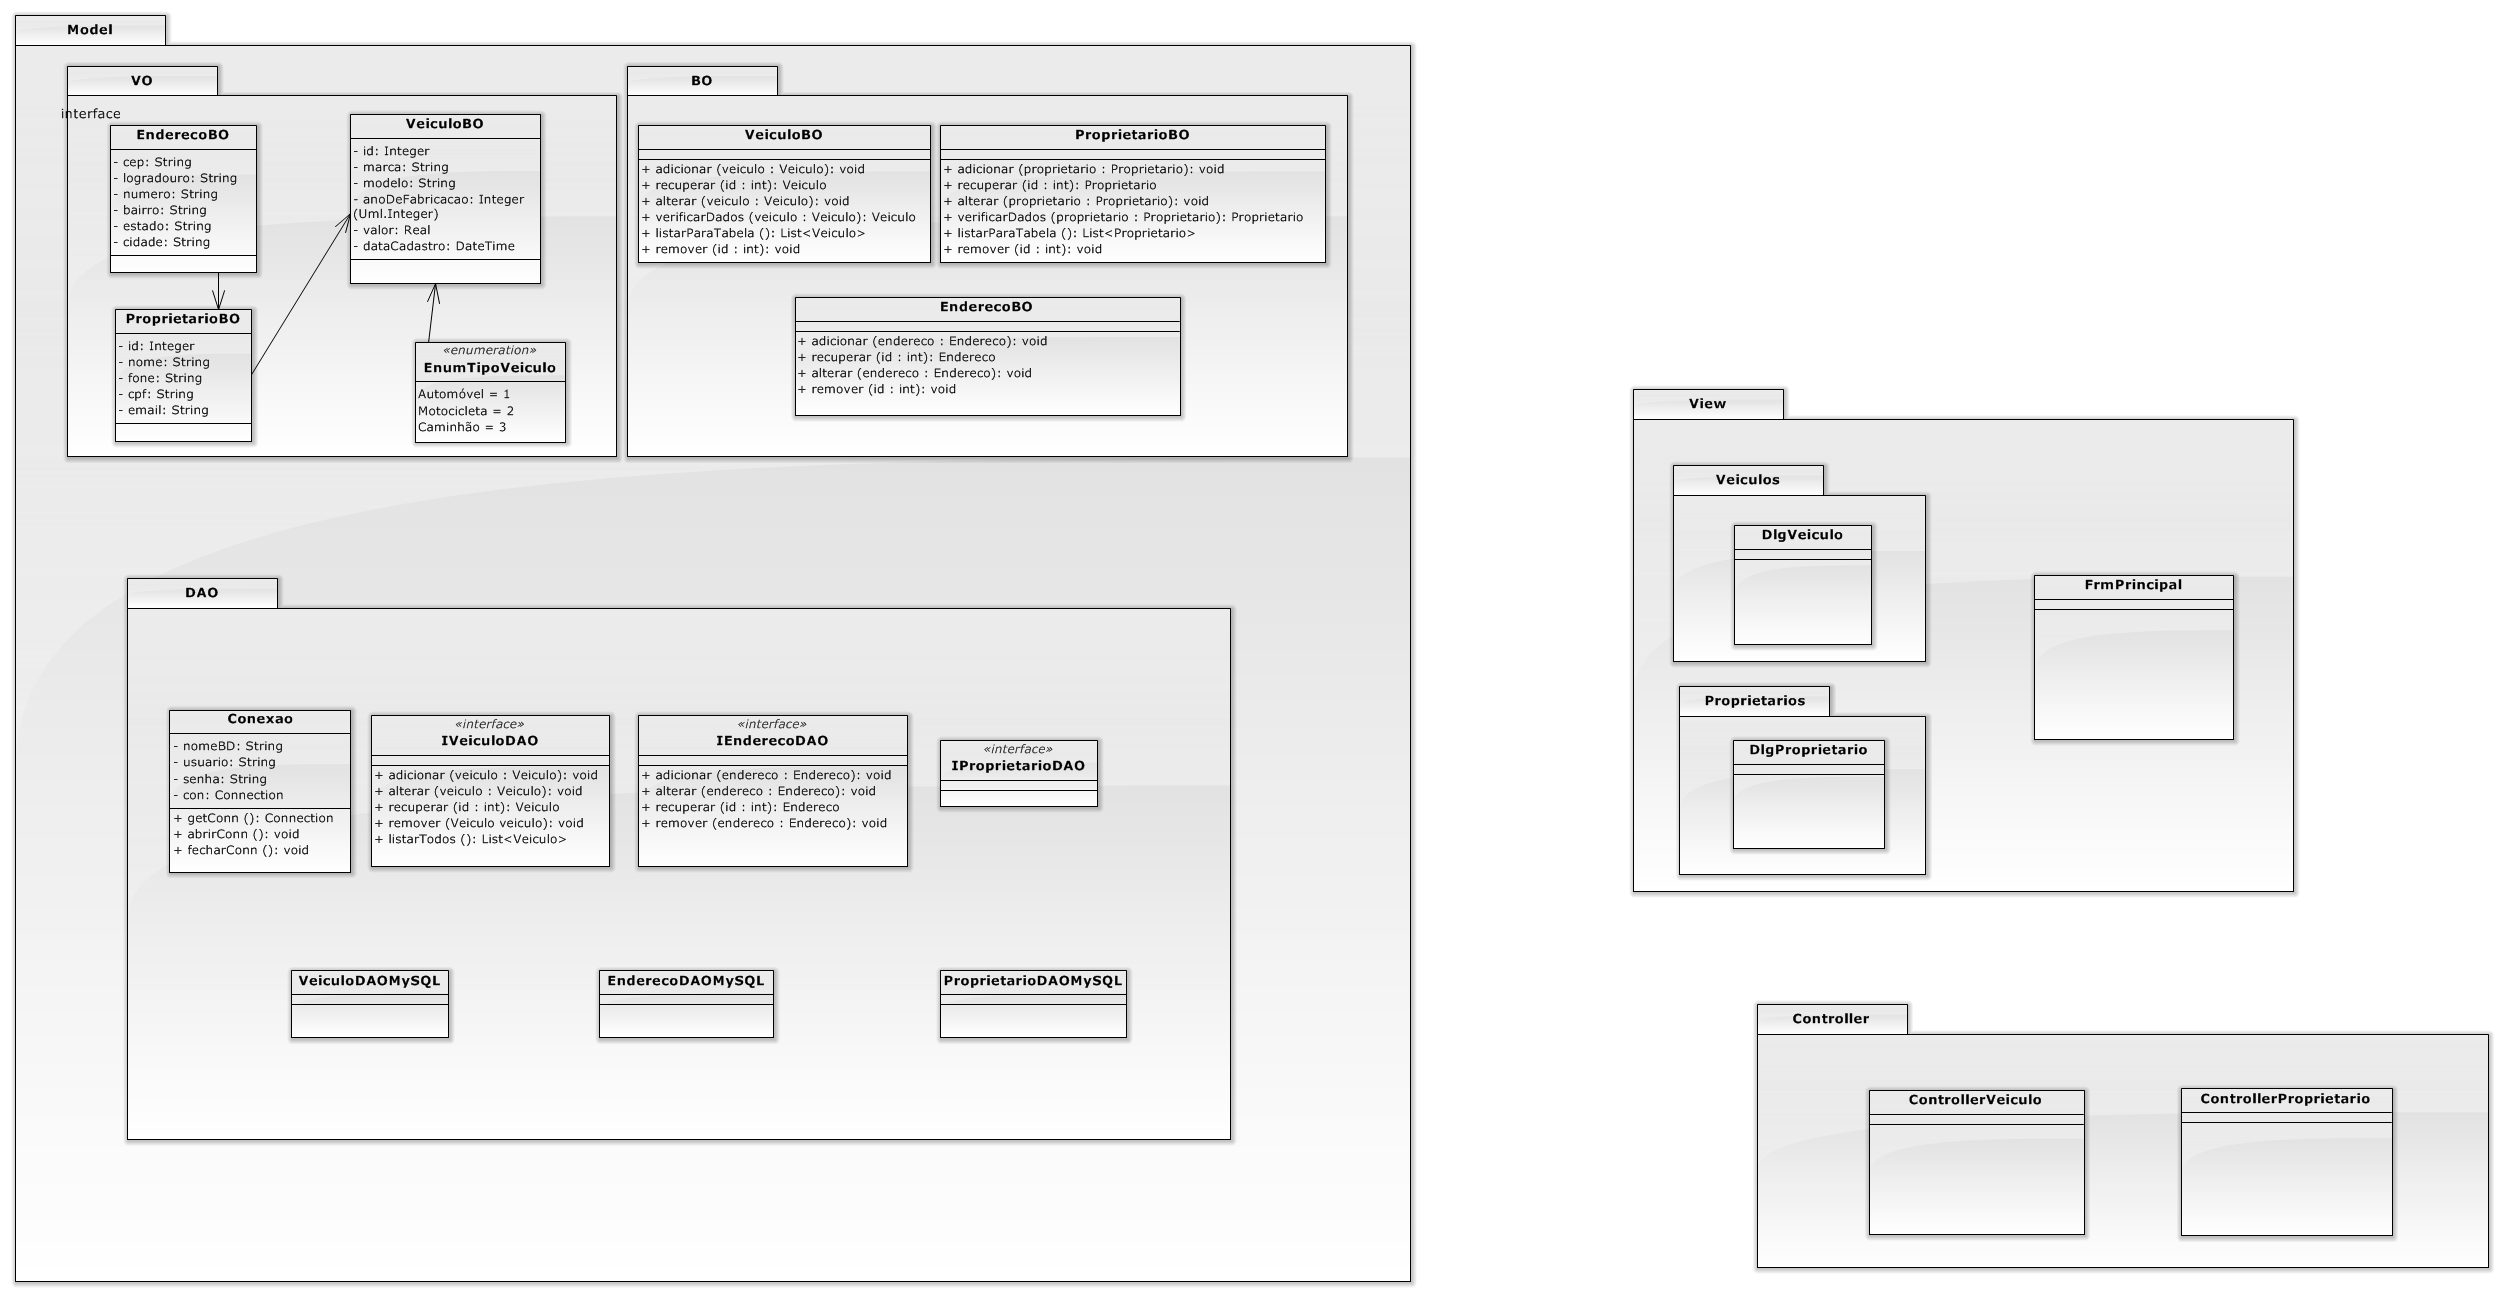 Model
VO
interface
EnderecoBO
- cep: String
- logradouro: String
- numero: String
- bairro: String
- estado: String
- cidade: String
VeiculoBO
- id: Integer
- marca: String
- modelo: String
- anoDeFabricacao: Integer
(Uml.Integer)
- valor: Real
- dataCadastro: DateTime
ProprietarioBO
- id: Integer
- nome: String
- fone: String
- cpf: String
- email: String
«enumeration»
EnumTipoVeiculo
Automóvel = 1
Motocicleta = 2
Caminhão = 3
BO
VeiculoBO
+ adicionar (veiculo : Veiculo): void
+ recuperar (id : int): Veiculo
+ alterar (veiculo : Veiculo): void
+ verificarDados (veiculo : Veiculo): Veiculo
+ listarParaTabela (): List<Veiculo>
+ remover (id : int): void
ProprietarioBO
+ adicionar (proprietario : Proprietario): void
+ recuperar (id : int): Proprietario
+ alterar (proprietario : Proprietario): void
+ verificarDados (proprietario : Proprietario): Proprietario
+ listarParaTabela (): List<Proprietario>
+ remover (id : int): void
EnderecoBO
+ adicionar (endereco : Endereco): void
+ recuperar (id : int): Endereco
+ alterar (endereco : Endereco): void
+ remover (id : int): void
DAO
Conexao
- nomeBD: String
- usuario: String
- senha: String
- con: Connection
+ getConn (): Connection
+ abrirConn (): void
+ fecharConn (): void
«interface»
IVeiculoDAO
+ adicionar (veiculo : Veiculo): void
+ alterar (veiculo : Veiculo): void
+ recuperar (id : int): Veiculo
+ remover (Veiculo veiculo): void
+ listarTodos (): List<Veiculo>
«interface»
IEnderecoDAO
+ adicionar (endereco : Endereco): void
+ alterar (endereco : Endereco): void
+ recuperar (id : int): Endereco
+ remover (endereco : Endereco): void
«interface»
IProprietarioDAO
VeiculoDAOMySQL
EnderecoDAOMySQL
ProprietarioDAOMySQL
View
Veiculos
DlgVeiculo
FrmPrincipal
Proprietarios
DlgProprietario
Controller
ControllerVeiculo
ControllerProprietario